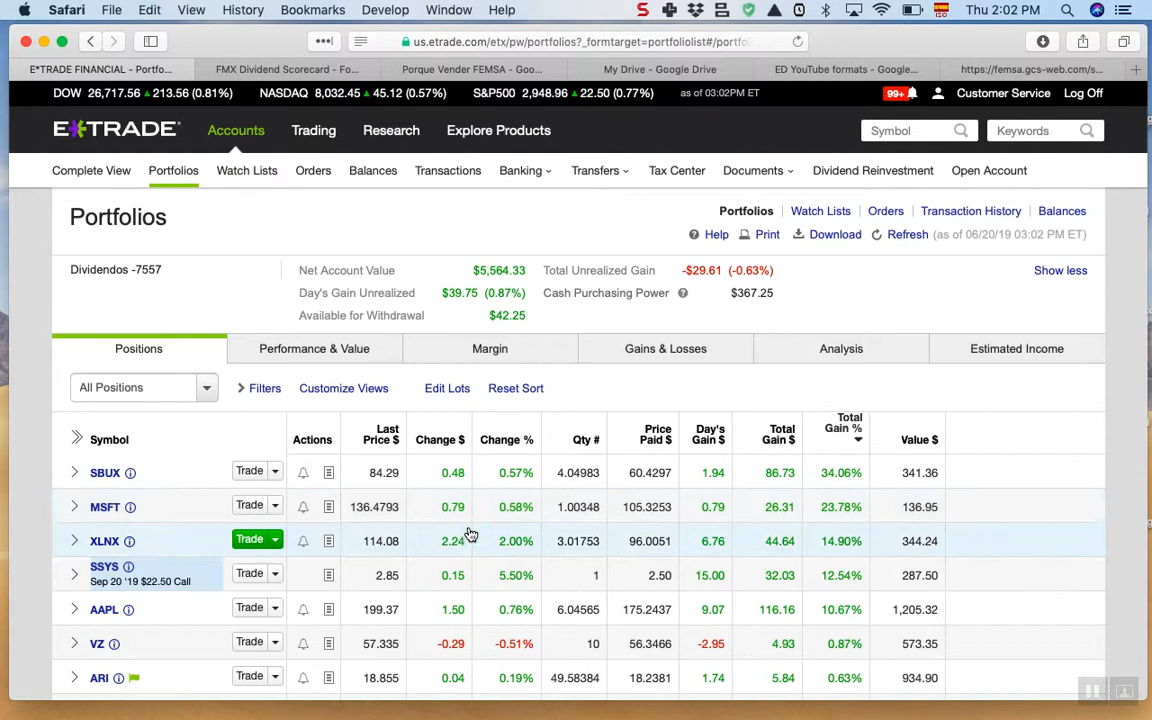 Safari File Edit View History Bookmarks Develop Window Help Thu 2:02 PM
us.etrade.com/etx/pw/portfolios?_formtarget=portfoliolist#/portfo
E*TRADE FINANCIAL - Portfo... FMX Dividend Scorecard - Fo... Porque Vender FEMSA - Goo... My Drive - Google Drive ED YouTube formats - Google... https://femsa.gcs-web.com/s...
DOW 26,717.56 213.56 (0.81%) NASDAQ 8,032.45 45.12 (0.57%) S&P500 2,948.96 22.50 (0.77%) as of 03:02PM ET 99+ Customer Service Log Off
E*TRADE Accounts Trading Research Explore Products Symbol Keywords
Complete View Portfolios Watch Lists Orders Balances Transactions Banking Transfers Tax Center Documents Dividend Reinvestment Open Account
Portfolios
Portfolios Watch Lists Orders Transaction History Balances
Help Print Download Refresh (as of 06/20/19 03:02 PM ET)
Dividendos -7557 Net Account Value $5,564.33 Total Unrealized Gain -$29.61 (-0.63%) Show less
Day's Gain Unrealized $39.75 (0.87%) Cash Purchasing Power $367.25
Available for Withdrawal $42.25
Positions Performance & Value Margin Gains & Losses Analysis Estimated Income
All Positions Filters Customize Views Edit Lots Reset Sort
Symbol Actions Last Price $ Change $ Change % Qty # Price Paid $ Day's Gain $ Total Gain $ Total Gain % Value $
SBUX Trade 84.29 0.48 0.57% 4.04983 60.4297 1.94 86.73 34.06% 341.36
MSFT Trade 136.4793 0.79 0.58% 1.00348 105.3253 0.79 26.31 23.78% 136.95
XLNX Trade 114.08 2.24 2.00% 3.01753 96.0051 6.76 44.64 14.90% 344.24
SSYS Trade 2.85 0.15 5.50% 1 2.50 15.00 32.03 12.54% 287.50
Sep 20 '19 $22.50 Call
AAPL Trade 199.37 1.50 0.76% 6.04565 175.2437 9.07 116.16 10.67% 1,205.32
VZ Trade 57.335 -0.29 -0.51% 10 56.3466 -2.95 4.93 0.87% 573.35
ARI Trade 18.855 0.04 0.19% 49.58384 18.2381 1.74 5.84 0.63% 934.90